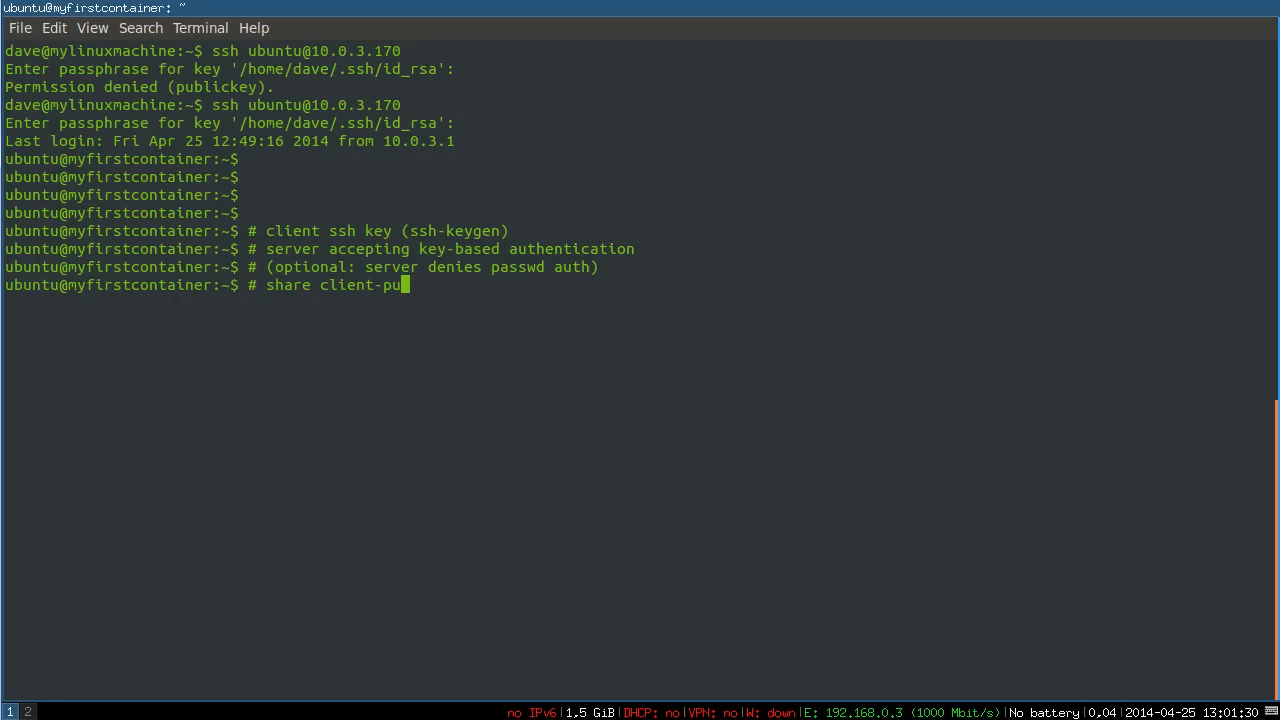 ubuntu@myfirstcontainer: ~
File Edit View Search Terminal Help
dave@mylinuxmachine:~$ ssh ubuntu@10.0.3.170
Enter passphrase for key '/home/dave/.ssh/id_rsa':
Permission denied (publickey).
dave@mylinuxmachine:~$ ssh ubuntu@10.0.3.170
Enter passphrase for key '/home/dave/.ssh/id_rsa':
Last login: Fri Apr 25 12:49:16 2014 from 10.0.3.1
ubuntu@myfirstcontainer:~$
ubuntu@myfirstcontainer:~$
ubuntu@myfirstcontainer:~$
ubuntu@myfirstcontainer:~$
ubuntu@myfirstcontainer:~$ # client ssh key (ssh-keygen)
ubuntu@myfirstcontainer:~$ # server accepting key-based authentication
ubuntu@myfirstcontainer:~$ # (optional: server denies passwd auth)
ubuntu@myfirstcontainer:~$ # share client-pu
1 2 no IPv6|1,5 GiB|DHCP: no|VPN: no|W: down|E: 192.168.0.3 (1000 Mbit/s)|No battery|0.04|2014-04-25 13:01:30